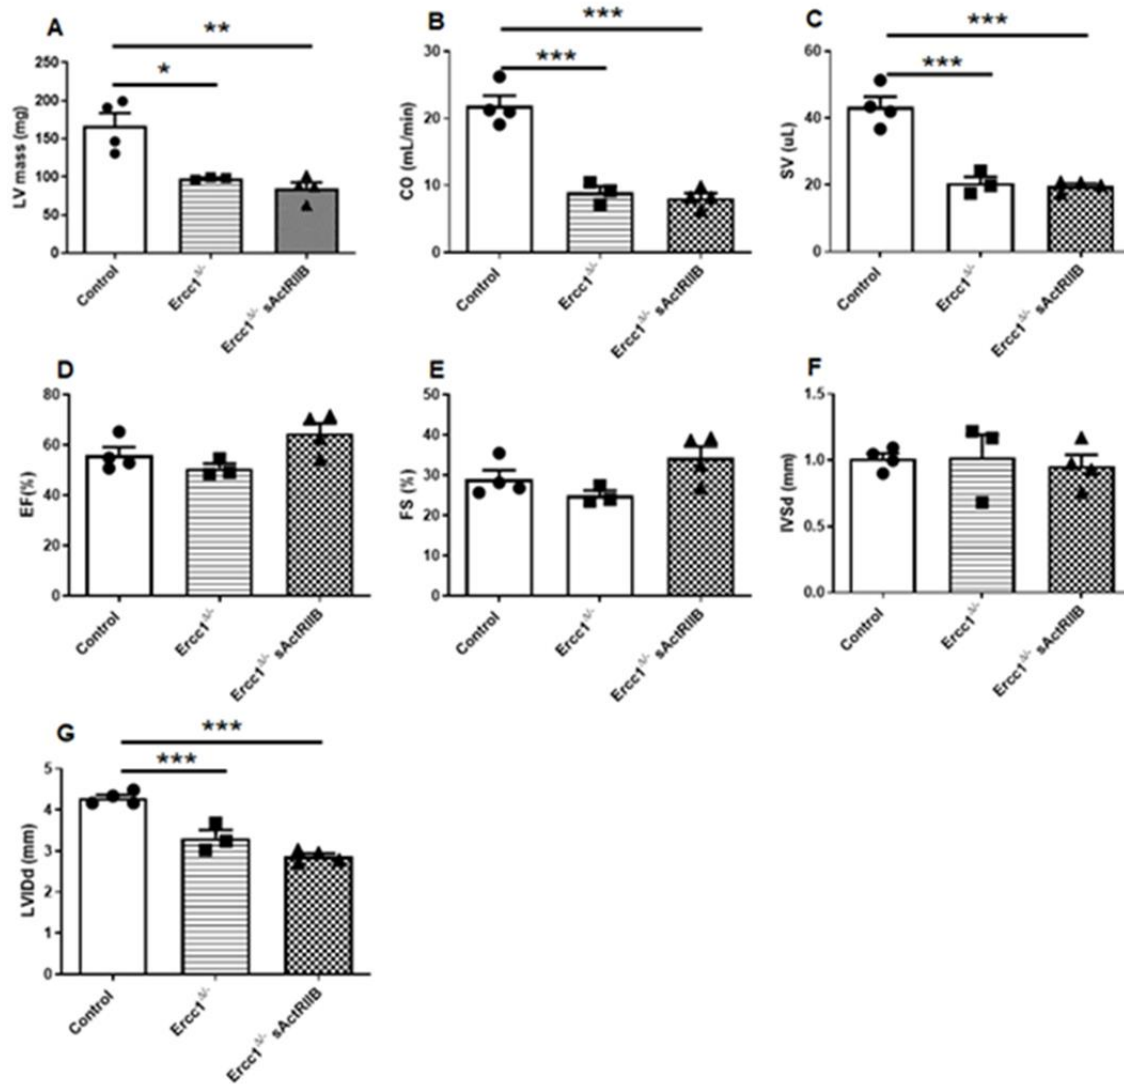 A
**
*
LV mass (mg)
250
200
150
100
50
0
Control
Ercc1Δ/-
Ercc1Δ/- sActRIIB
B
***
***
CO (mL/min)
30
20
10
0
Control
Ercc1Δ/-
Ercc1Δ/- sActRIIB
C
***
***
SV (uL)
60
40
20
0
Control
Ercc1Δ/-
Ercc1Δ/- sActRIIB
D
EF(%)
80
60
40
20
0
Control
Ercc1Δ/-
Ercc1Δ/- sActRIIB
E
FS (%)
50
40
30
20
10
0
Control
Ercc1Δ/-
Ercc1Δ/- sActRIIB
F
IVSd (mm)
1.5
1.0
0.5
0.0
Control
Ercc1Δ/-
Ercc1Δ/- sActRIIB
G
***
***
LVIDd (mm)
5
4
3
2
1
0
Control
Ercc1Δ/-
Ercc1Δ/- sActRIIB